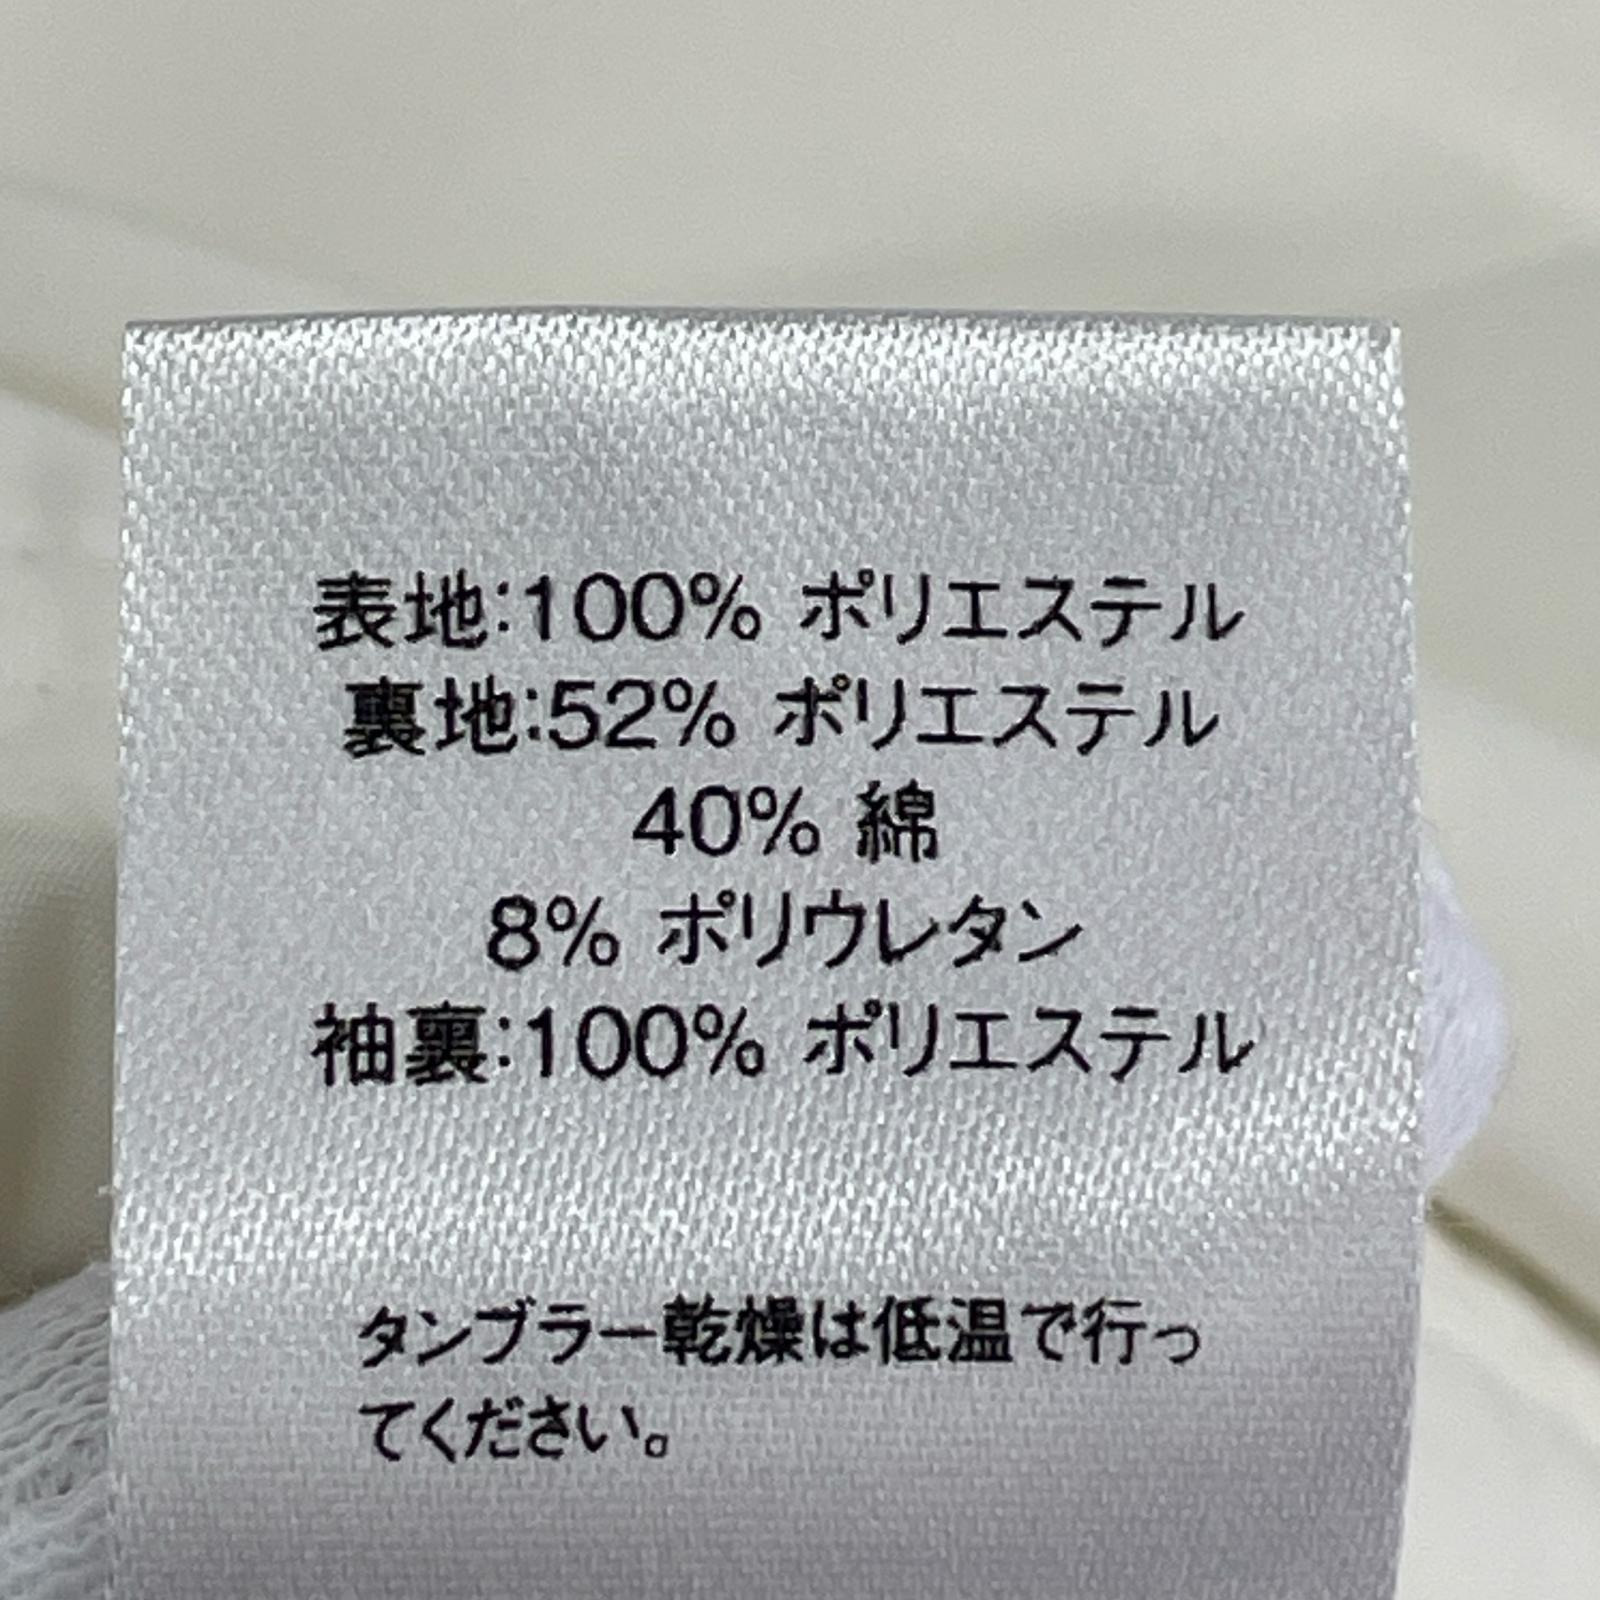 表地:100% ポリエステル
裏地:52% ポリエステル
40% 綿
8% ポリウレタン
袖裏:100% ポリエステル
タンブラー乾燥は低温で行っ
てください。